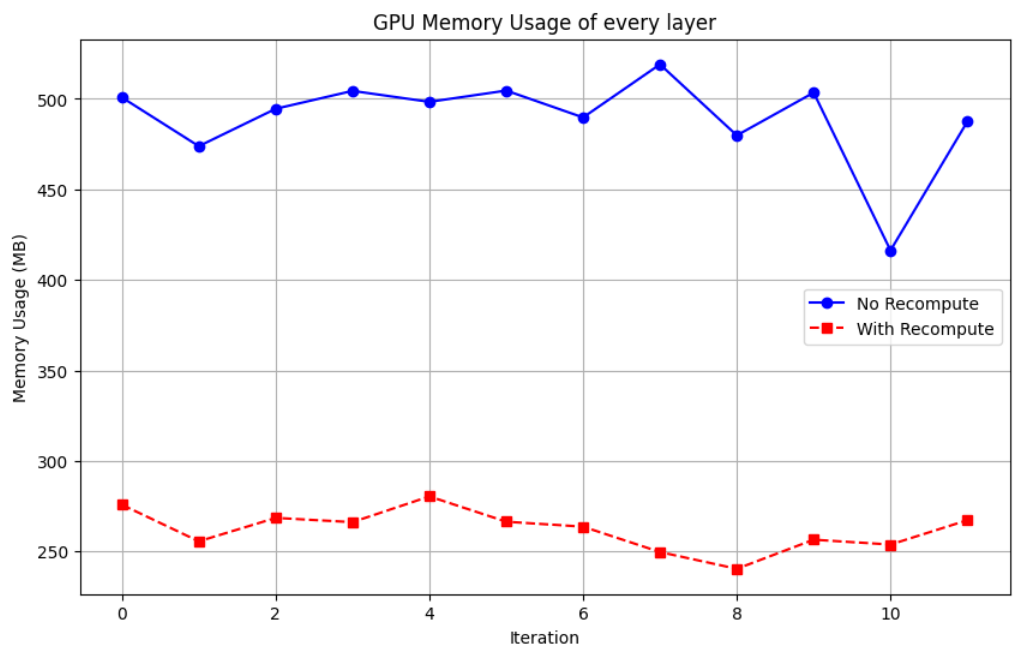 GPU Memory Usage of every layer
500
450
400
350
300
250
Memory Usage (MB)
No Recompute
With Recompute
0 2 4 6 8 10
Iteration